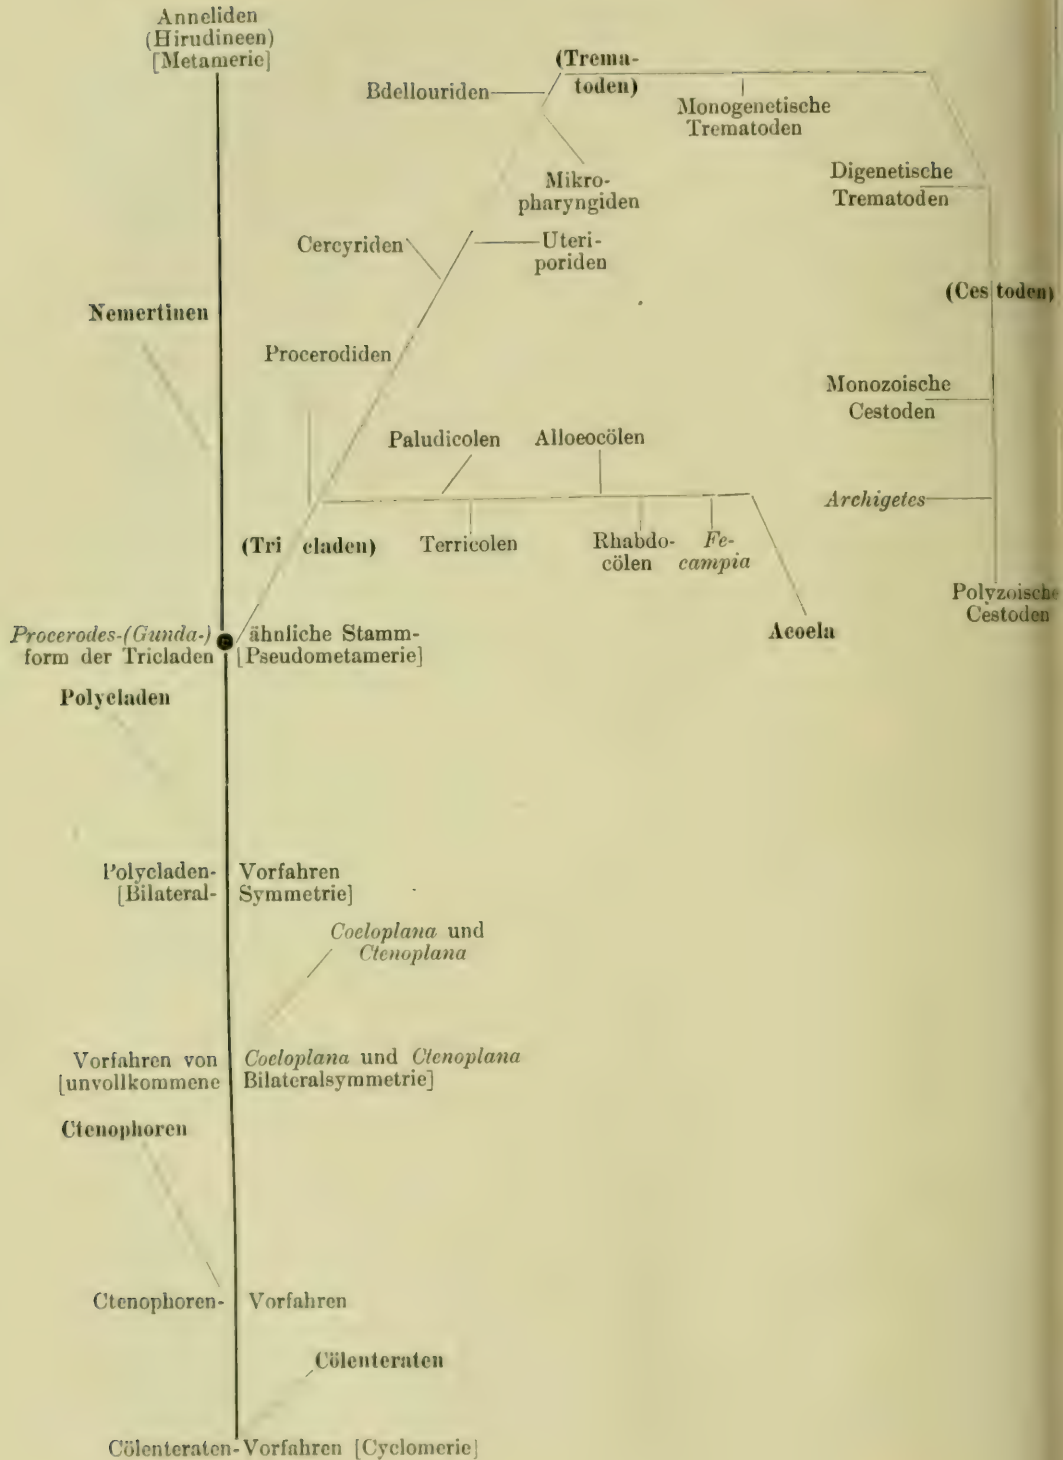 Anneliden
(Hirudineen)
[Metamerie]
(Trema-
toden)
Bdellouriden
Monogenetische
Trematoden
Mikro-
pharyngiden
Digenetische
Trematoden
Cercyriden
Uteri-
poriden
(Ces toden)
Nemertinen
Procerodiden
Monozoische
Cestoden
Paludicolen
Alloeocölen
Archigetes
(Tri claden)
Terricolen
Rhabdo-
cölen
Fe-
campia
Polyzoische
Cestoden
Acoela
Procerodes-(Gunda-) ähnliche Stamm-
form der Tricladen [Pseudometamerie]
Polycladen
Polycladen- Vorfahren
[Bilateral- Symmetrie]
Coeloplana und
Ctenoplana
Vorfahren von Coeloplana und Ctenoplana
[unvollkommene Bilateralsymmetrie]
Ctenophoren
Ctenophoren- Vorfahren
Cölenteraten
Cölenteraten-Vorfahren [Cyclomerie]